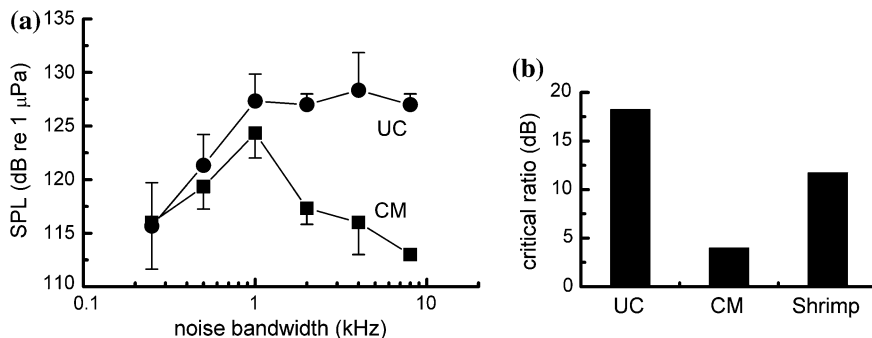 (a)
135
130
125
120
115
110
SPL (dB re 1 μPa)
UC
CM
0.1
1
10
noise bandwidth (kHz)
(b)
20
15
10
5
0
critical ratio (dB)
UC
CM
Shrimp